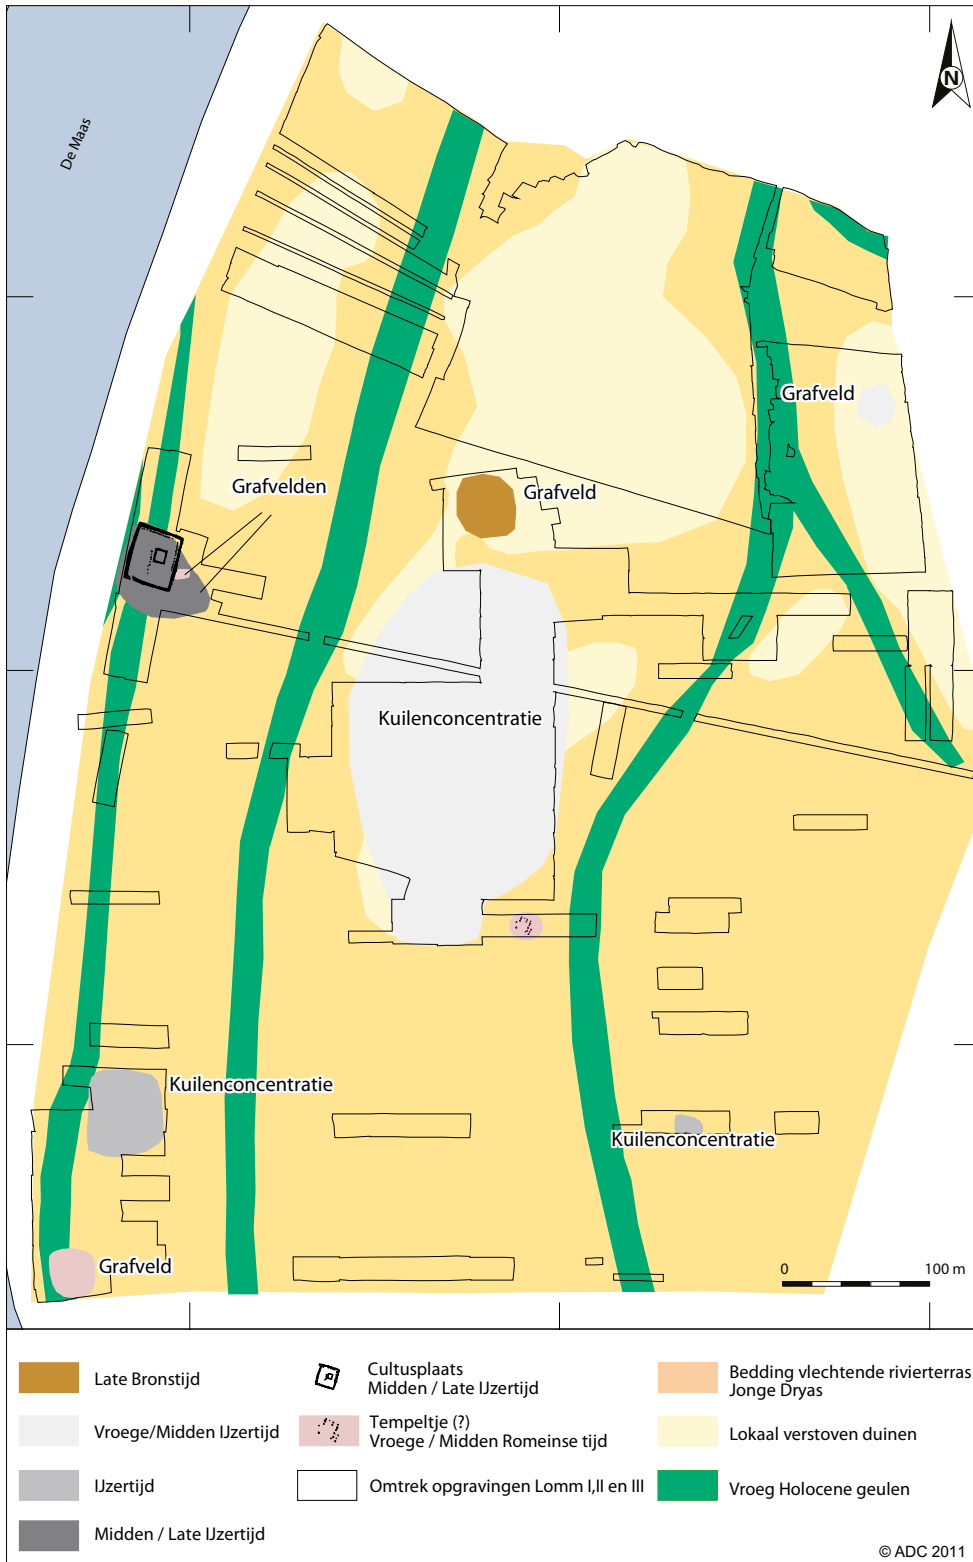 N
De Maas
Grafveld
Grafvelden
Grafveld
Kuilenconcentratie
Kuilenconcentratie
Kuilenconcentratie
Grafveld
0 100 m
Late Bronstijd
Vroege/Midden IJzertijd
IJzertijd
Midden / Late IJzertijd
Cultusplaats
Midden / Late IJzertijd
Tempeltje (?)
Vroege / Midden Romeinse tijd
Omtrek opgravingen Lomm I,II en III
Bedding vlechtende rivierterras
Jonge Dryas
Lokaal verstoven duinen
Vroeg Holocene geulen
© ADC 2011